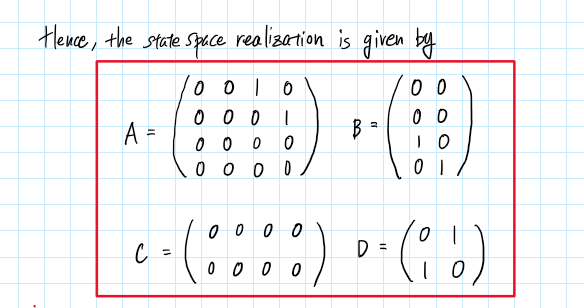 Hence, the state space realization is given by
A = ( 0 0 1 0 ; 0 0 0 1 ; 0 0 0 0 ; 0 0 0 0 ) B = ( 0 0 ; 0 0 ; 1 0 ; 0 1 )
C = ( 0 0 0 0 ; 0 0 0 0 ) D = ( 0 1 ; 1 0 )